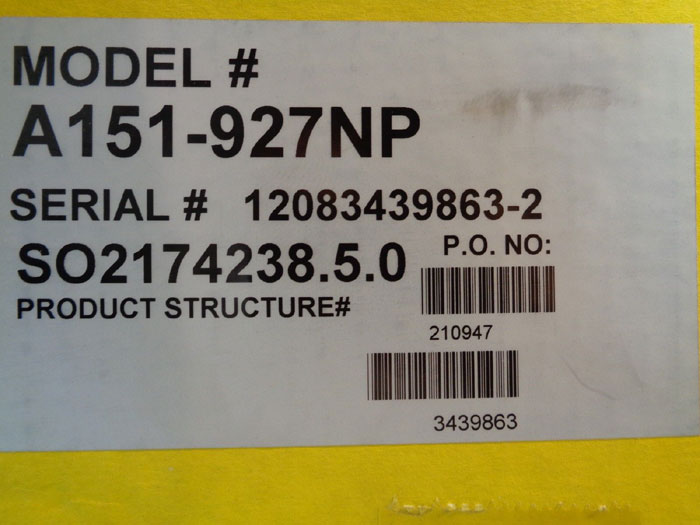 MODEL #
A151-927NP
SERIAL # 12083439863-2
SO2174238.5.0
P.O. NO:
PRODUCT STRUCTURE#
210947
3439863